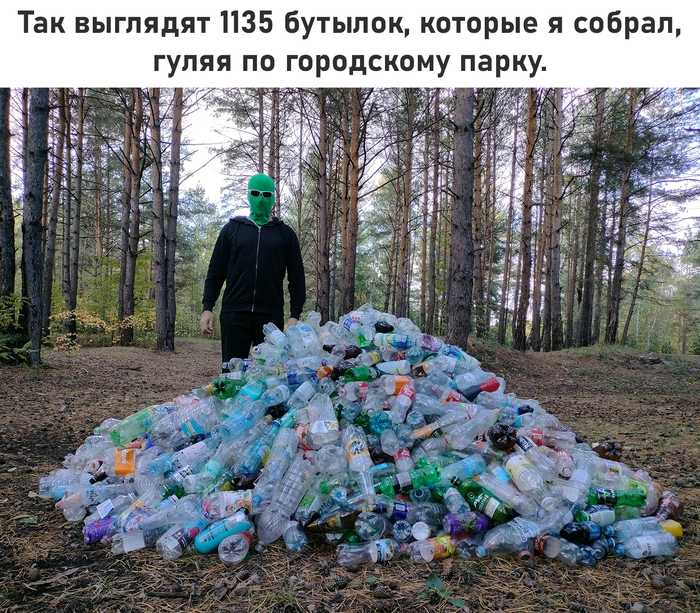 Так выглядят 1135 бутылок, которые я собрал,
гуляя по городскому парку.